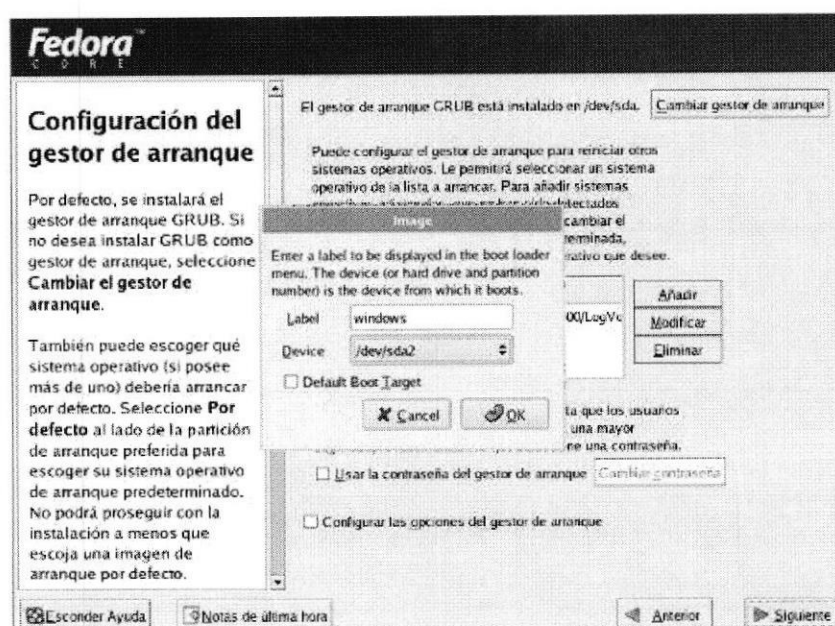 Fedora™
CORE
Configuración del
gestor de arranque
Por defecto, se instalará el
gestor de arranque GRUB. Si
no desea instalar GRUB como
gestor de arranque, seleccione
Cambiar el gestor de
arranque.
También puede escoger qué
sistema operativo (si posee
más de uno) debería arrancar
por defecto. Seleccione Por
defecto al lado de la partición
de arranque preferida para
escoger su sistema operativo
de arranque predeterminado.
No podrá proseguir con la
instalación a menos que
escoja una imagen de
arranque por defecto.
El gestor de arranque GRUB está instalado en /dev/sda.
Cambiar gestor de arranque
Puede configurar el gestor de arranque para reiniciar otros
sistemas operativos. Le permitirá seleccionar un sistema
operativo de la lista a arrancar. Para añadir sistemas
detectados
cambiar el
erminada,
rativo que desee.
Image
Enter a label to be displayed in the boot loader
menu. The device (or hard drive and partition
number) is the device from which it boots.
Label windows
Device /dev/sda2
Default Boot Target
Cancel OK
00/LogVo
Añadir
Modificar
Eliminar
ta que los usuarios
una mayor
ne una contraseña.
Usar la contraseña del gestor de arranque Cambiar contraseña
Configurar las opciones del gestor de arranque
Esconder Ayuda Notas de última hora Anterior Siguiente